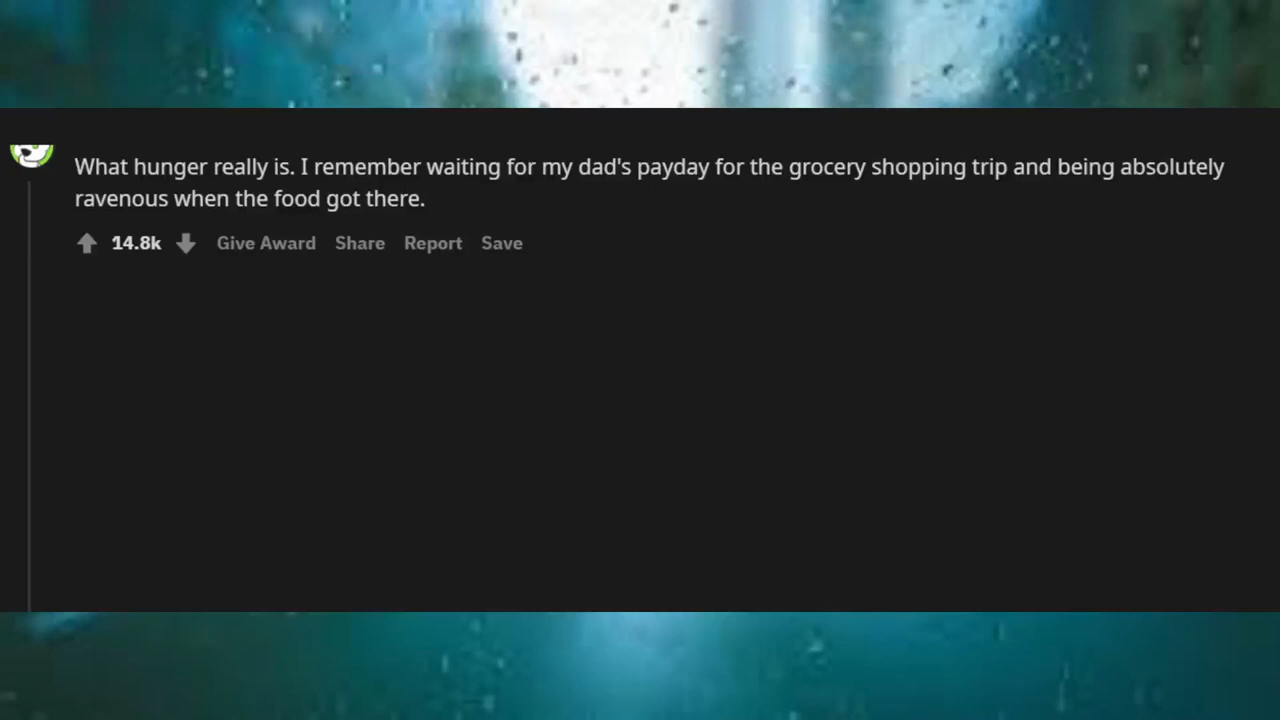 What hunger really is. I remember waiting for my dad's payday for the grocery shopping trip and being absolutely
ravenous when the food got there.
14.8k Give Award Share Report Save